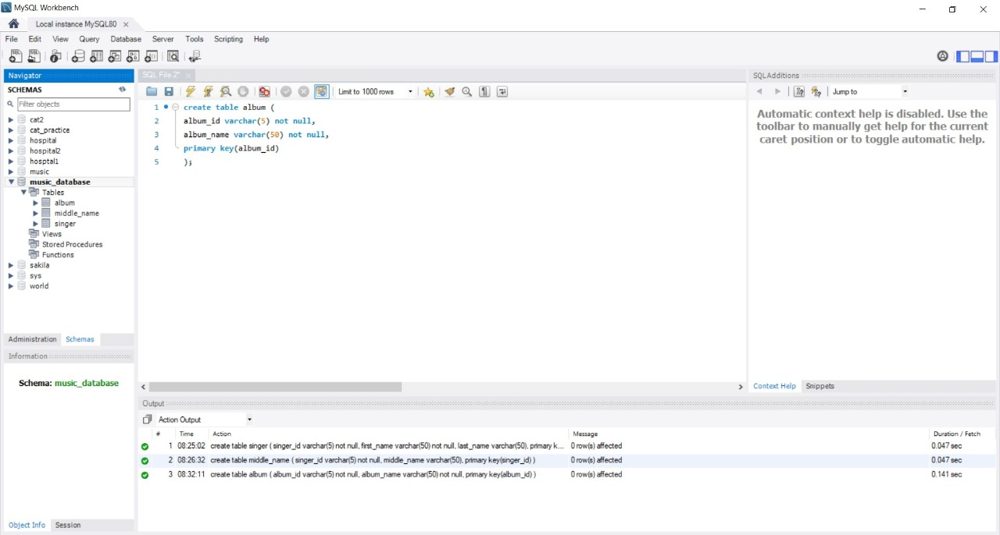 MySQL Workbench
Local instance MySQL80
File Edit View Query Database Server Tools Scripting Help
Navigator
SCHEMAS
Filter objects
cat2
cat_practice
hospital
hospital2
hosptal1
music
music_database
Tables
album
middle_name
singer
Views
Stored Procedures
Functions
sakila
sys
world
Administration Schemas
Information
Schema: music_database
Object Info Session
SQL File 2*
Limit to 1000 rows
1 create table album (
2 album_id varchar(5) not null,
3 album_name varchar(50) not null,
4 primary key(album_id)
5 );
SQLAdditions
Jump to
Automatic context help is disabled. Use the
toolbar to manually get help for the current
caret position or to toggle automatic help.
Context Help Snippets
Output
Action Output
# Time Action Message Duration / Fetch
1 08:25:02 create table singer ( singer_id varchar(5) not null, first_name varchar(50) not null, last_name varchar(50), primary k... 0 row(s) affected 0.047 sec
2 08:26:32 create table middle_name ( singer_id varchar(5) not null, middle_name varchar(50), primary key(singer_id) ) 0 row(s) affected 0.047 sec
3 08:32:11 create table album ( album_id varchar(5) not null, album_name varchar(50) not null, primary key(album_id) ) 0 row(s) affected 0.141 sec